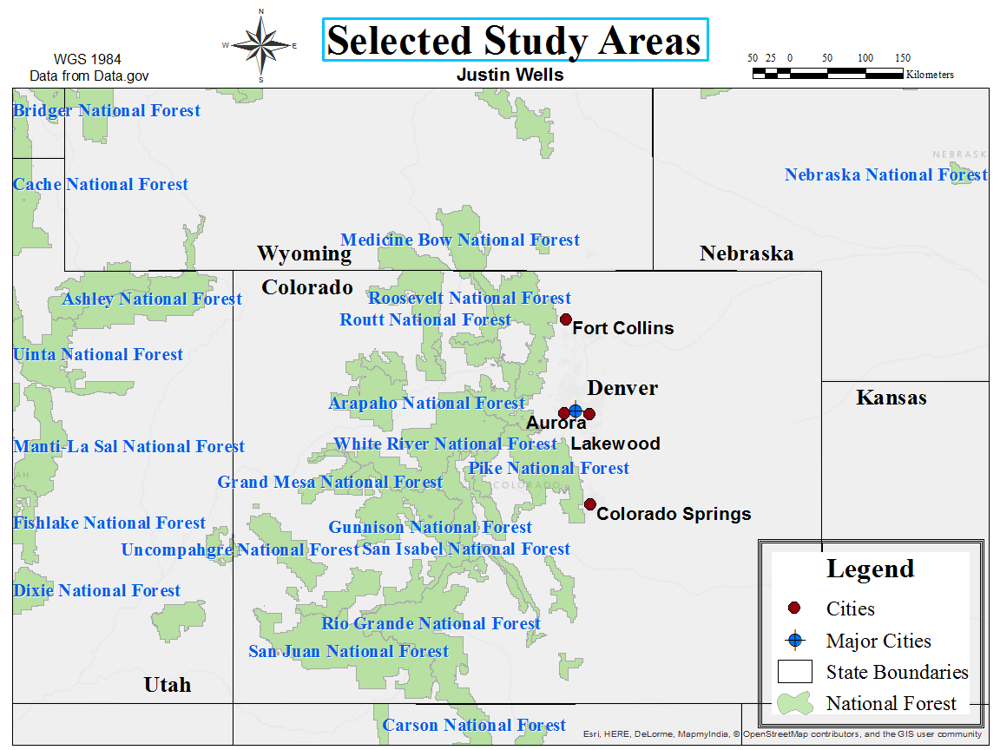 N
W
E
S
Selected Study Areas
Justin Wells
WGS 1984
Data from Data.gov
50 25 0 50 100 150
Kilometers
Bridger National Forest
NEBRASK
Nebraska National Forest
Cache National Forest
Medicine Bow National Forest
Wyoming
Nebraska
Colorado
Ashley National Forest
Roosevelt National Forest
Routt National Forest
Fort Collins
Uinta National Forest
Denver
Kansas
Arapaho National Forest
Aurora
Manti-La Sal National Forest
White River National Forest
Lakewood
Pike National Forest
AH
Grand Mesa National Forest
COLORADO
Colorado Springs
Fishlake National Forest
Gunnison National Forest
Uncompahgre National Forest
San Isabel National Forest
Dixie National Forest
Rio Grande National Forest
San Juan National Forest
Utah
Carson National Forest
Legend
Cities
Major Cities
State Boundaries
National Forest
Esri, HERE, DeLorme, MapmyIndia, © OpenStreetMap contributors, and the GIS user community